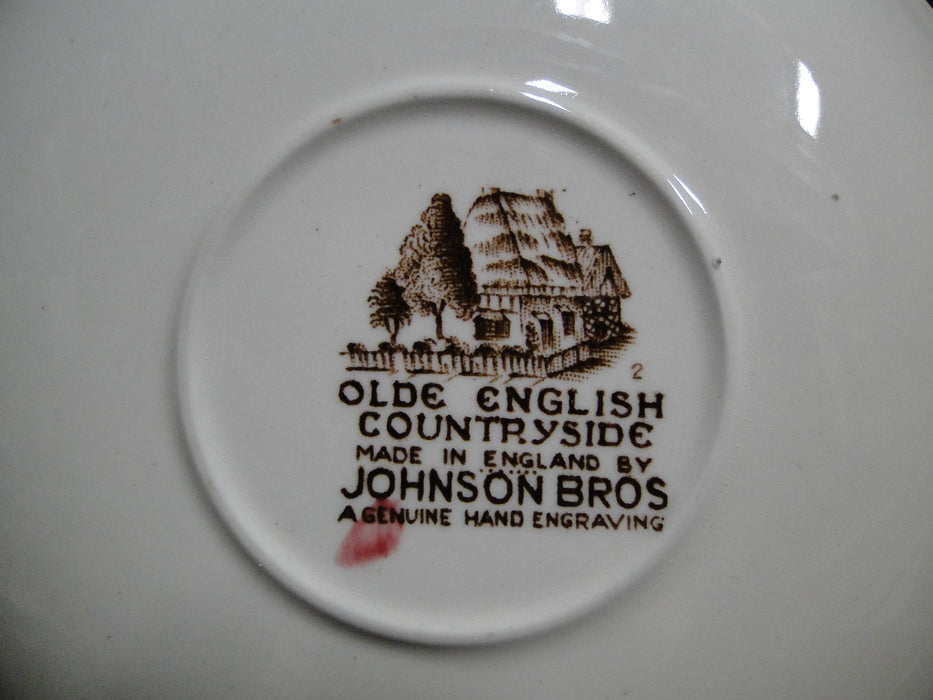 2
OLDE ENGLISH
COUNTRYSIDE
MADE IN ENGLAND BY
JOHNSON BROS
A GENUINE HAND ENGRAVING